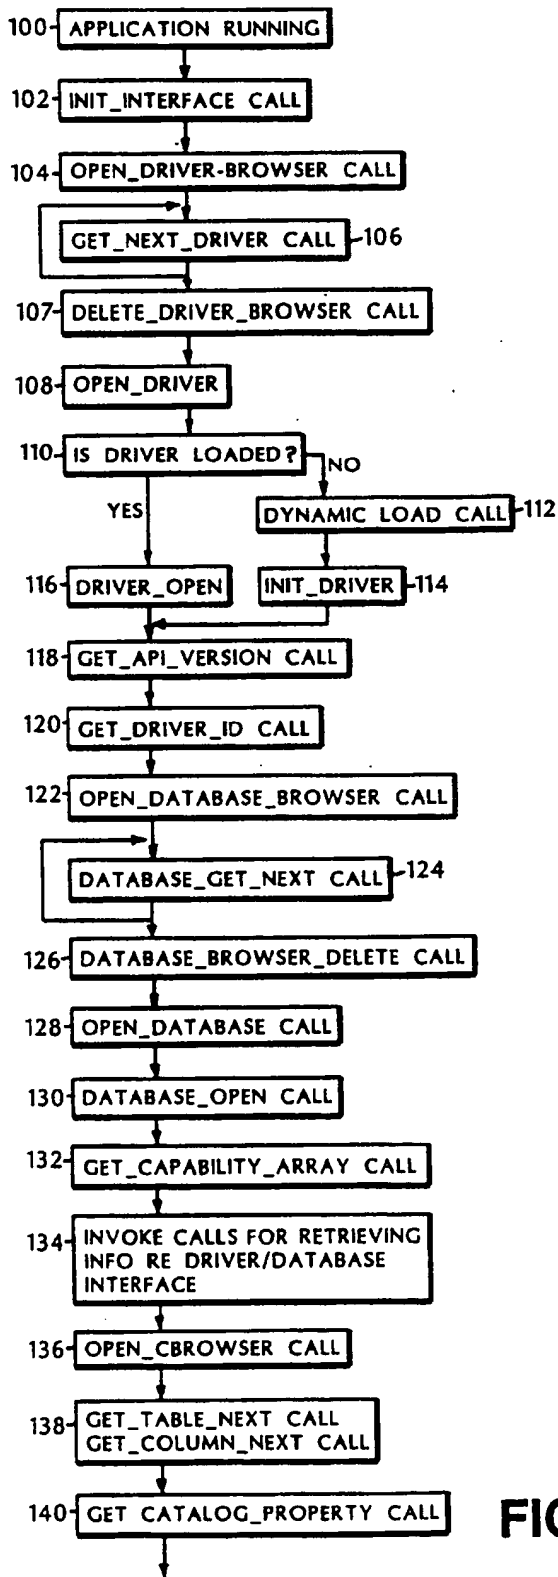 100 APPLICATION RUNNING
102 INIT_INTERFACE CALL
104 OPEN_DRIVER-BROWSER CALL
GET_NEXT_DRIVER CALL 106
107 DELETE_DRIVER_BROWSER CALL
108 OPEN_DRIVER
110 IS DRIVER LOADED?
NO
YES
DYNAMIC LOAD CALL 112
116 DRIVER_OPEN
INIT_DRIVER 114
118 GET_API_VERSION CALL
120 GET_DRIVER_ID CALL
122 OPEN_DATABASE_BROWSER CALL
DATABASE_GET_NEXT CALL 124
126 DATABASE_BROWSER_DELETE CALL
128 OPEN_DATABASE CALL
130 DATABASE_OPEN CALL
132 GET_CAPABILITY_ARRAY CALL
134 INVOKE CALLS FOR RETRIEVING
INFO RE DRIVER/DATABASE
INTERFACE
136 OPEN_CBROWSER CALL
138 GET_TABLE_NEXT CALL
GET_COLUMN_NEXT CALL
140 GET CATALOG_PROPERTY CALL